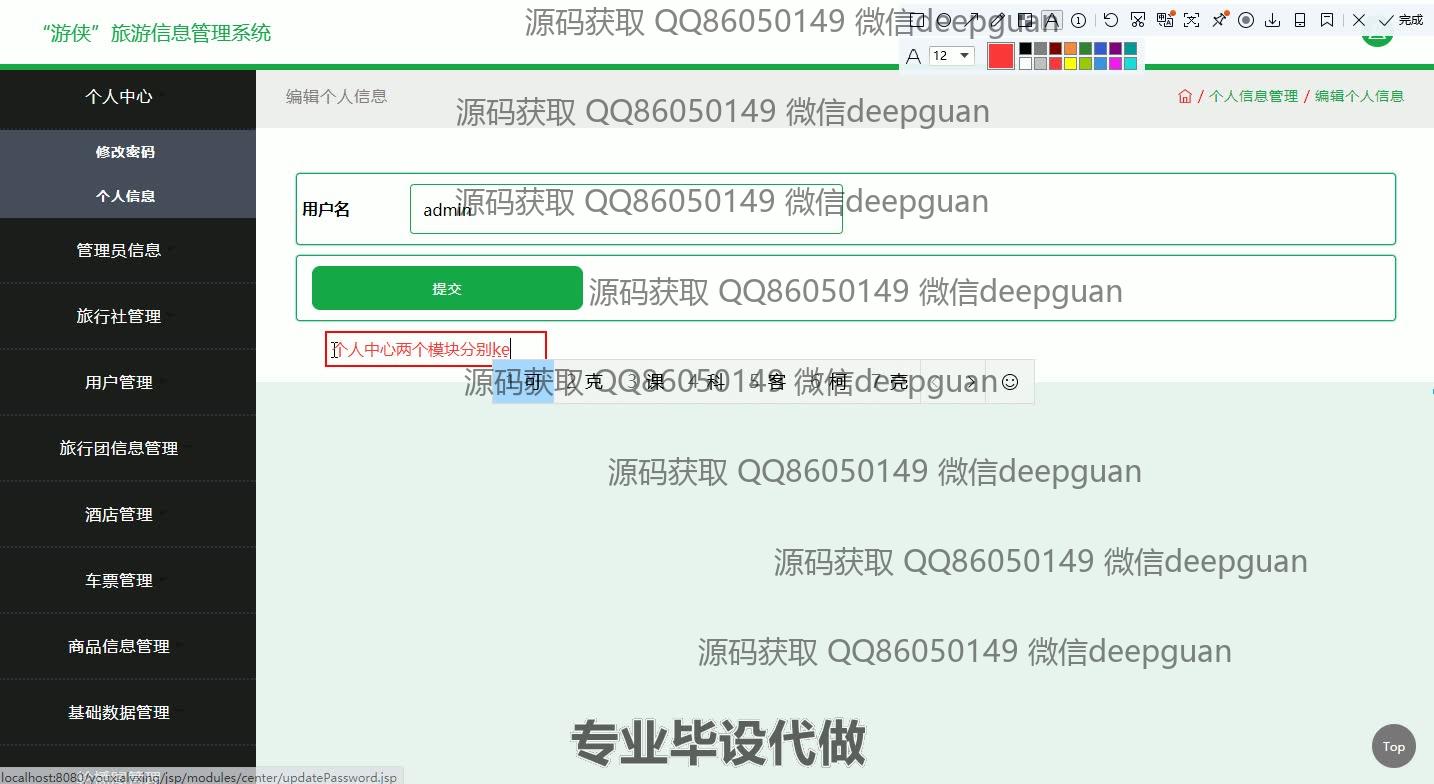 “游侠”旅游信息管理系统
源码获取 QQ86050149 微信deepguan
完成
12
个人中心
编辑个人信息
/ 个人信息管理 / 编辑个人信息
源码获取 QQ86050149 微信deepguan
修改密码
个人信息
用户名
admin
源码获取 QQ86050149 微信deepguan
管理员信息
提交
源码获取 QQ86050149 微信deepguan
旅行社管理
个人中心两个模块分别ke
用户管理
1 可 2 克 3 课 4 科 5 客 6 柯 7 壳
源码获取 QQ86050149 微信deepguan
旅行团信息管理
源码获取 QQ86050149 微信deepguan
酒店管理
源码获取 QQ86050149 微信deepguan
车票管理
商品信息管理
源码获取 QQ86050149 微信deepguan
基础数据管理
专业毕设代做
Top
localhost:8080/youxialvxing/jsp/modules/center/updatePassword.jsp